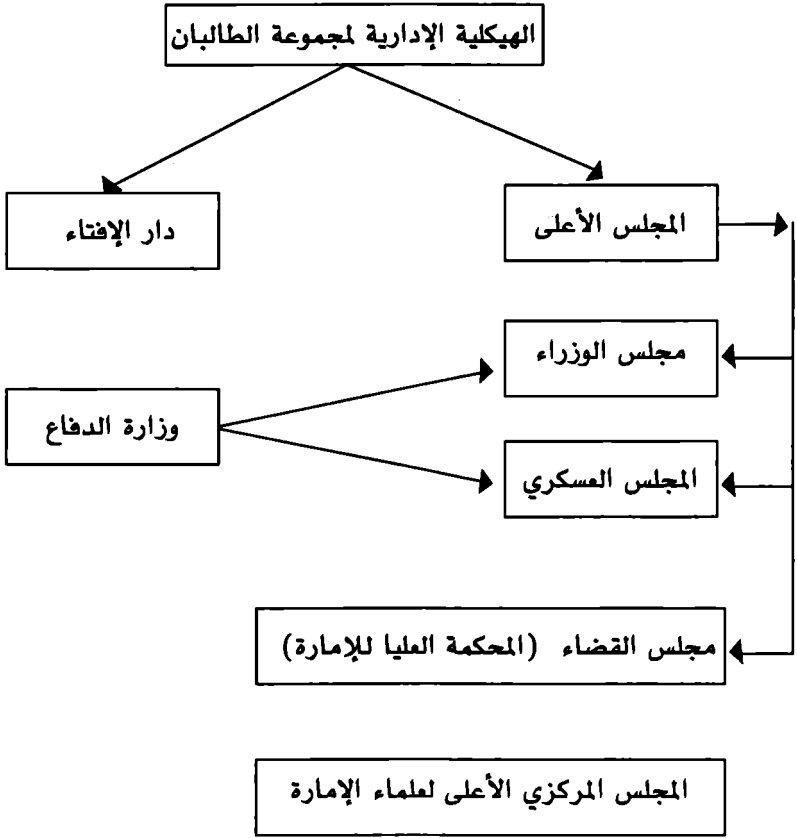 الهيكلية الإدارية لمجموعة الطالبان
المجلس الأعلى
دار الإفتاء
مجلس الوزراء
وزارة الدفاع
المجلس العسكري
مجلس القضاء (المحكمة العليا للإمارة)
المجلس المركزي الأعلى لعلماء الإمارة